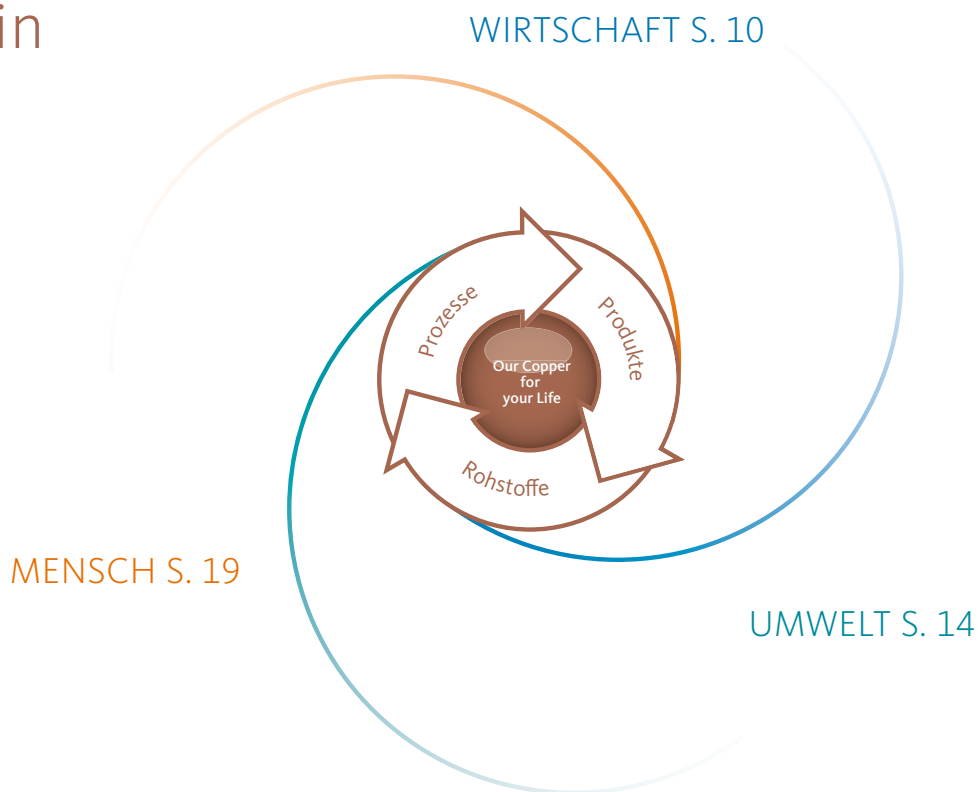 in
WIRTSCHAFT S. 10
Prozesse
Produkte
Our Copper
for
your Life
Rohstoffe
MENSCH S. 19
UMWELT S. 14